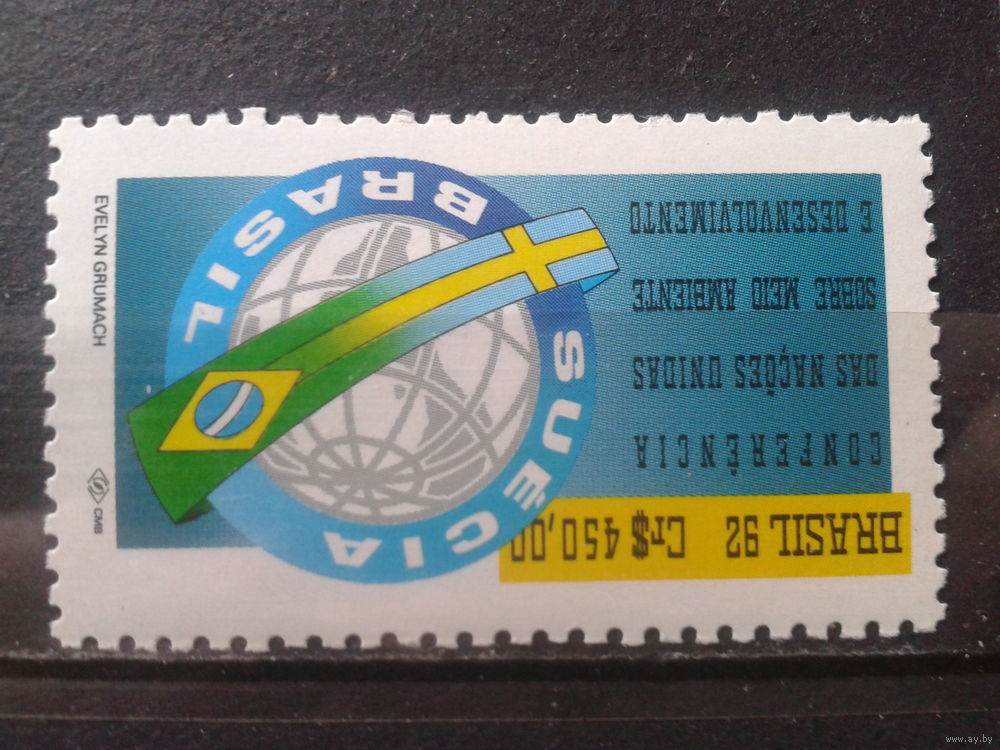 BRASIL 92 Cr$ 450,00
CONFERÊNCIA
DAS NAÇÕES UNIDAS
SOBRE MEIO AMBIENTE
E DESENVOLVIMENTO
SUÉCIA
BRASIL
EVELYN GRUMACH
CMB
www.ay.by